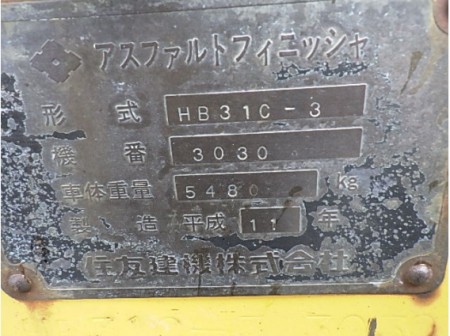 アスファルトフィニッシャ
形式 HB31C-3
機番 3030
車体重量 5480 kg
製造 平成 11 年
住友建機株式会社